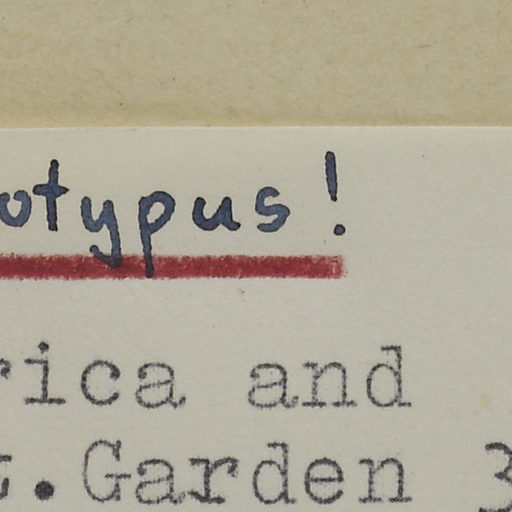 otypus!
rica and
t.Garden 3